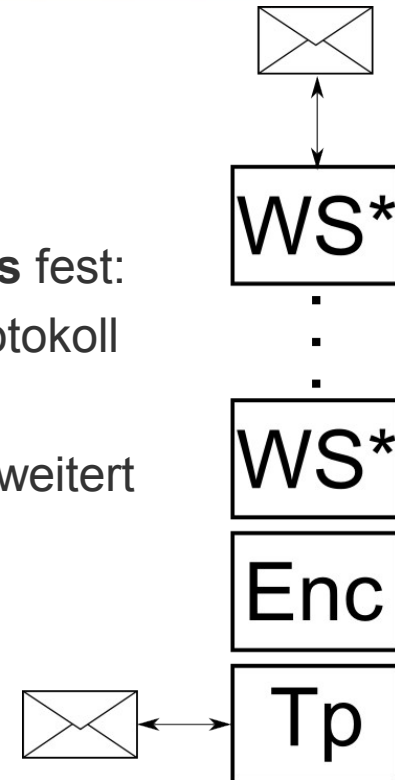 WS*
s fest:
otokoll
WS*
weitert
Enc
Tp